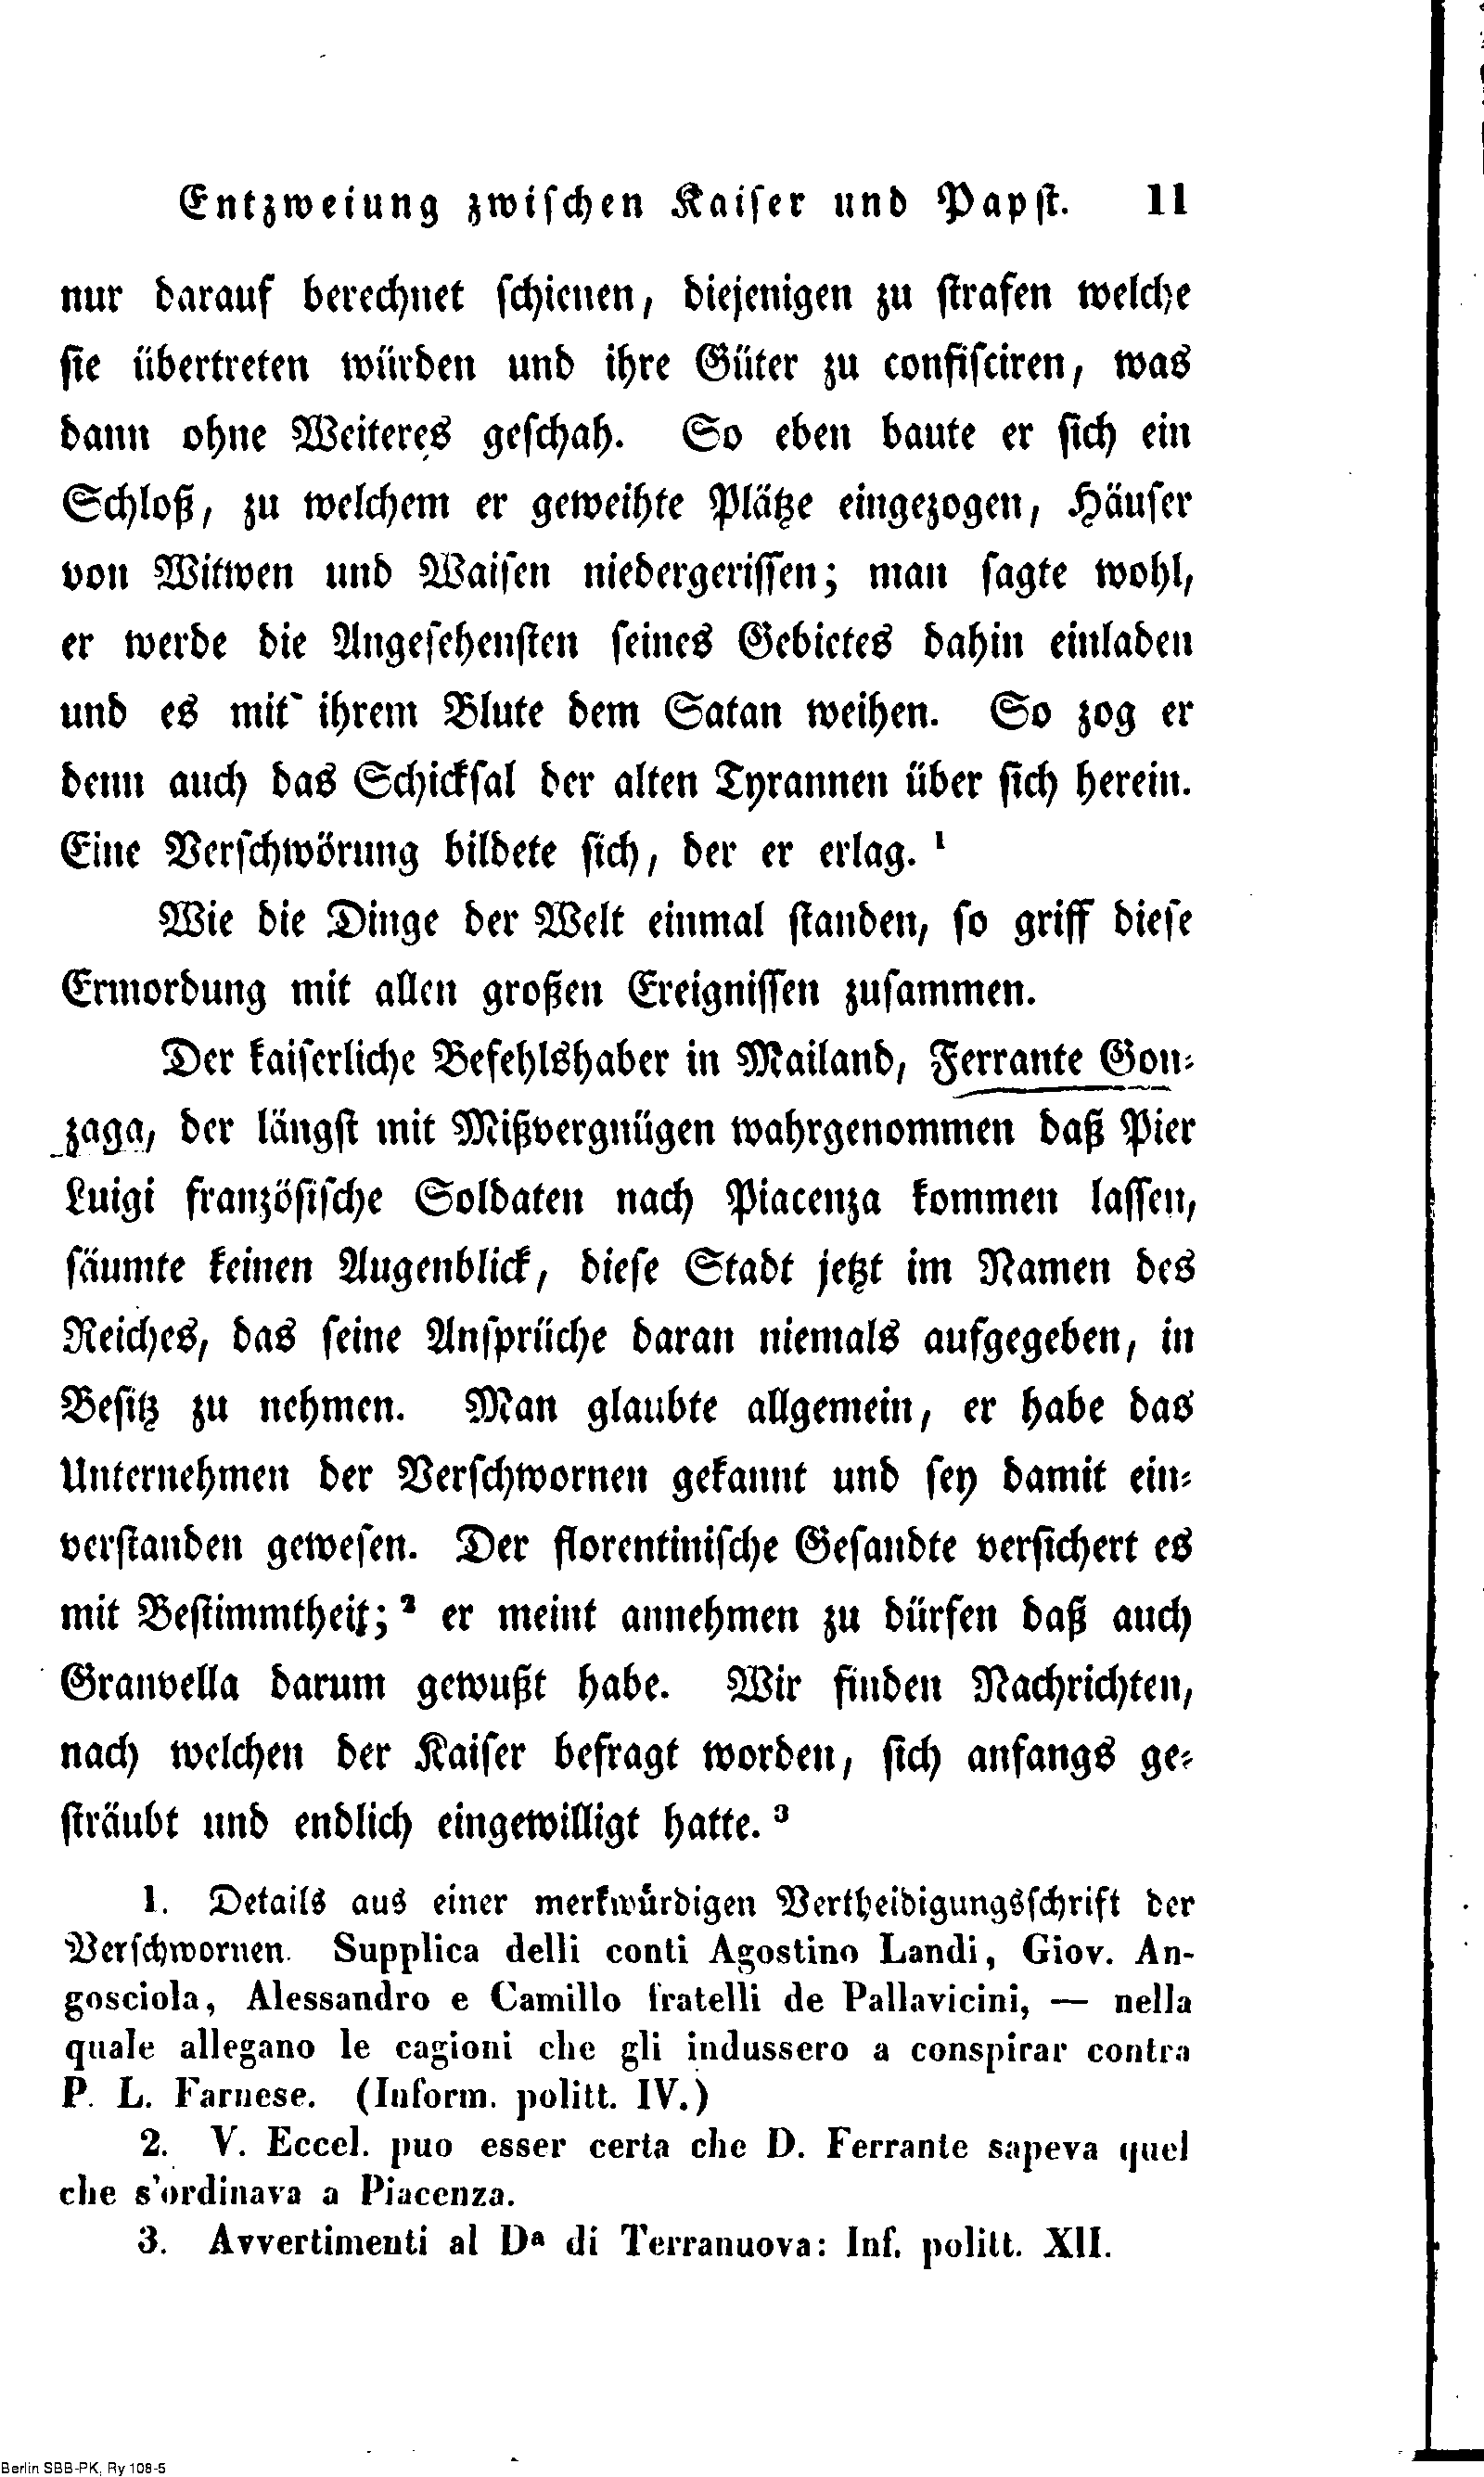 Entzweiung zwischen Kaiser und Papst. 11
nur darauf berechnet schienen, diejenigen zu strafen welche
sie übertreten würden und ihre Güter zu confisciren, was
dann ohne Weiteres geschah. So eben baute er sich ein
Schloß, zu welchem er geweihte Plätze eingezogen, Häuser
von Witwen und Waisen niedergerissen; man sagte wohl,
er werde die Angesehensten seines Gebietes dahin einladen
und es mit ihrem Blute dem Satan weihen. So zog er
denn auch das Schicksal der alten Tyrannen über sich herein.
Eine Verschwörung bildete sich, der er erlag. 1
Wie die Dinge der Welt einmal standen, so griff diese
Ermordung mit allen großen Ereignissen zusammen.
Der kaiserliche Befehlshaber in Mailand, Ferrante Gon-
zaga, der längst mit Mißvergnügen wahrgenommen daß Pier
Luigi französische Soldaten nach Piacenza kommen lassen,
säumte keinen Augenblick, diese Stadt jetzt im Namen des
Reiches, das seine Ansprüche daran niemals aufgegeben, in
Besitz zu nehmen. Man glaubte allgemein, er habe das
Unternehmen der Verschwornen gekannt und sey damit ein-
verstanden gewesen. Der florentinische Gesandte versichert es
mit Bestimmtheit; 2 er meint annehmen zu dürfen daß auch
Granvella darum gewußt habe. Wir finden Nachrichten,
nach welchen der Kaiser befragt worden, sich anfangs ge-
sträubt und endlich eingewilligt hatte. 3
1. Details aus einer merkwürdigen Vertheidigungsschrift der
Verschwornen. Supplica delli conti Agostino Landi, Giov. An-
gosciola, Alessandro e Camillo fratelli de Pallavicini, — nella
quale allegano le cagioni che gli indussero a conspirar contra
P. L. Farnese. (Inform. politt. IV.)
2. V. Eccel. puo esser certa che D. Ferrante sapeva quel
che s'ordinava a Piacenza.
3. Avvertimenti al Da di Terranuova: Inf. politt. XII.
Berlin SBB-PK, Ry 108-5